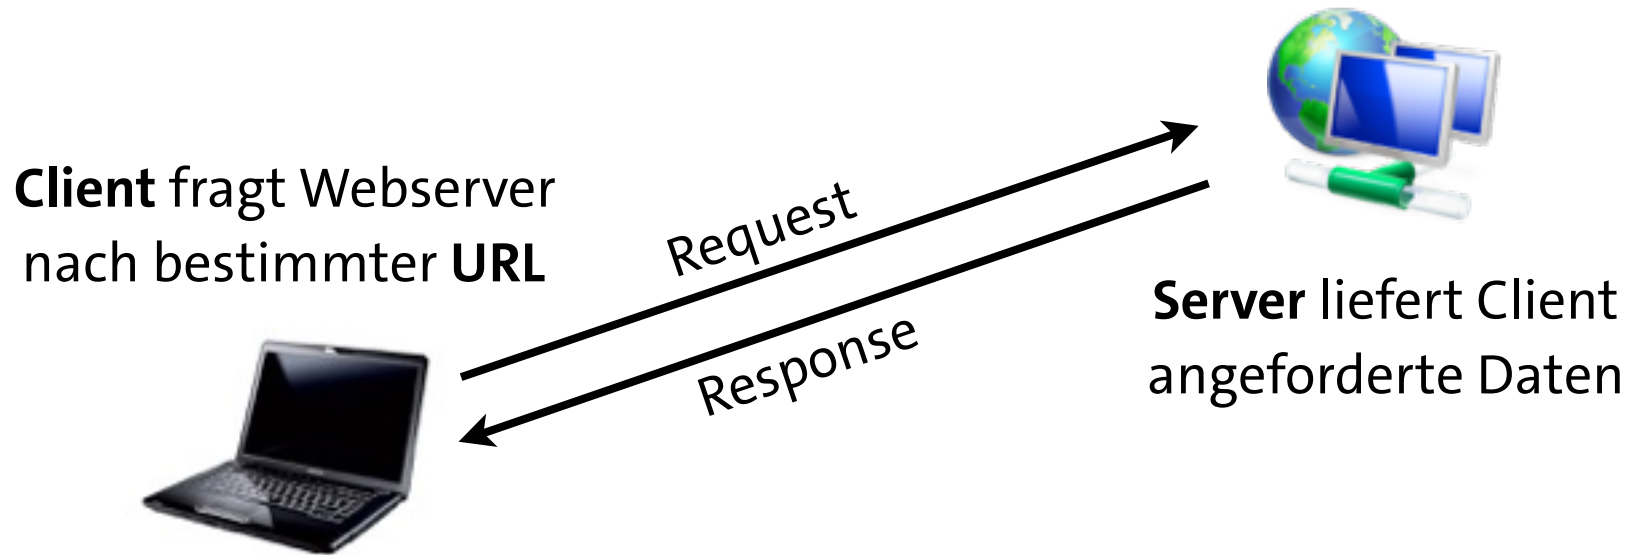 Client fragt Webserver
nach bestimmter URL
Request
Response
Server liefert Client
angeforderte Daten